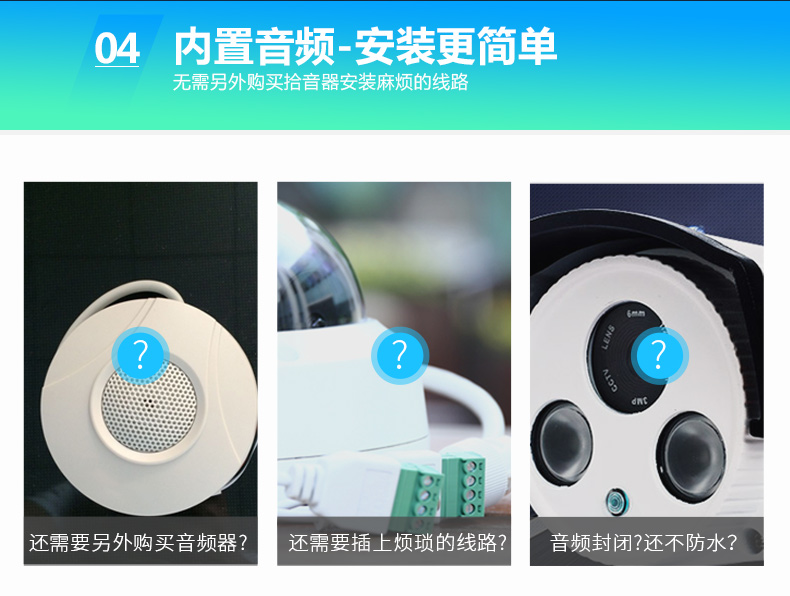 04
内置音频-安装更简单
无需另外购买拾音器安装麻烦的线路
?
?
?
6mm
LENS
CCTV
3MP
还需要另外购买音频器?
还需要插上烦琐的线路?
音频封闭?还不防水?